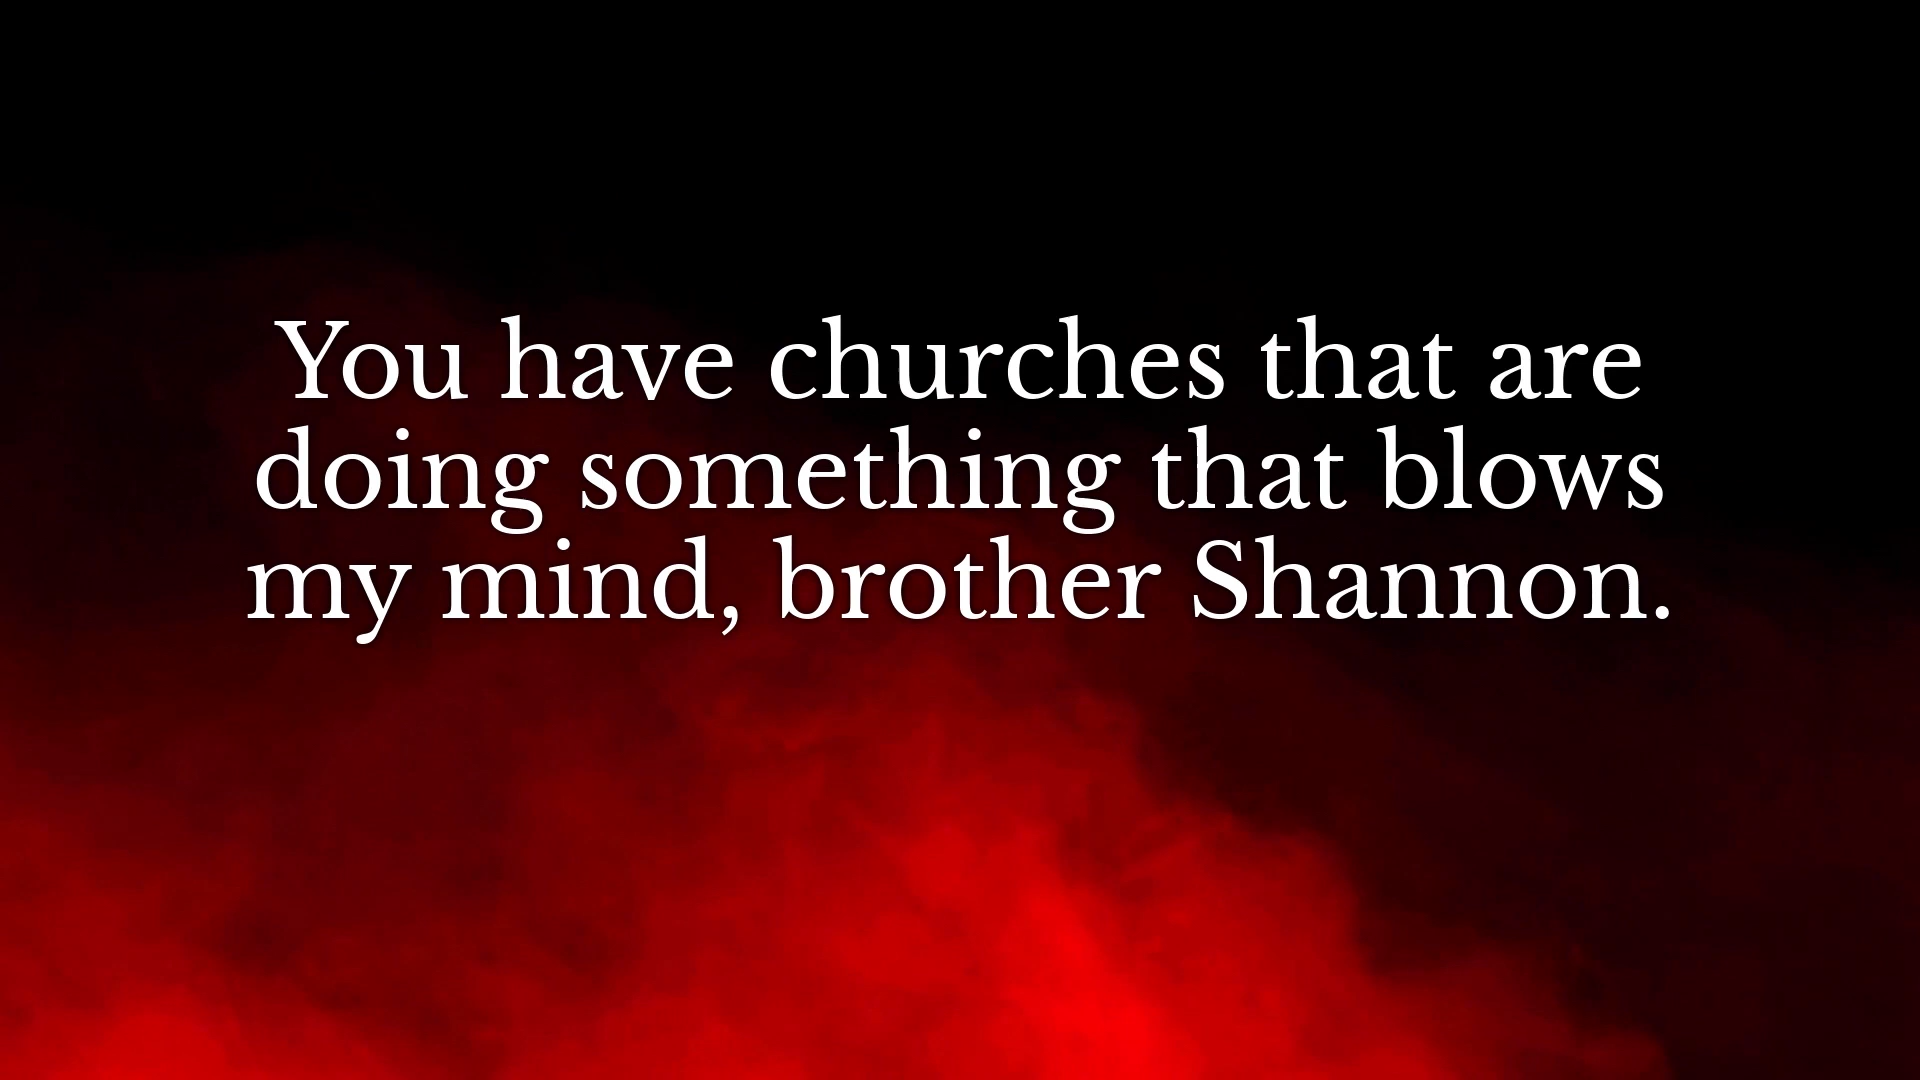 You have churches that are
doing something that blows
my mind, brother Shannon.